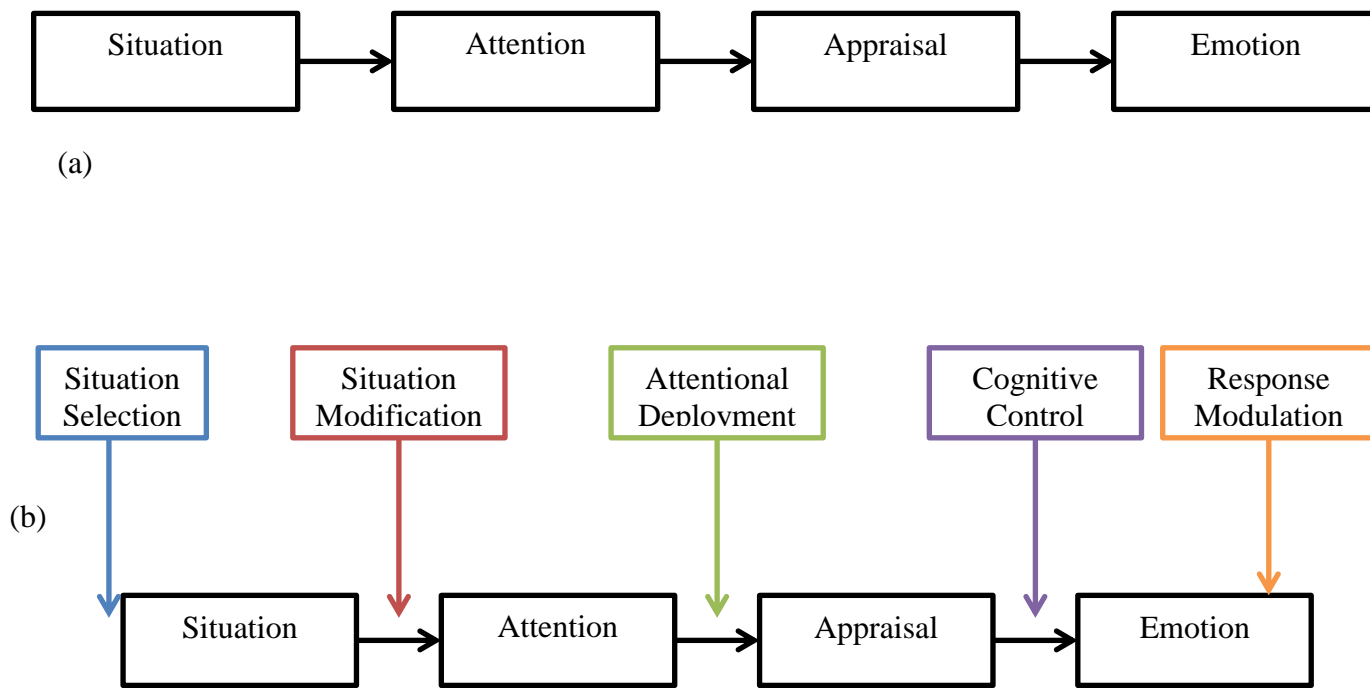 Situation
Attention
Appraisal
Emotion
(a)
Situation
Selection
Situation
Modification
Attentional
Deployment
Cognitive
Control
Response
Modulation
(b)
Situation
Attention
Appraisal
Emotion